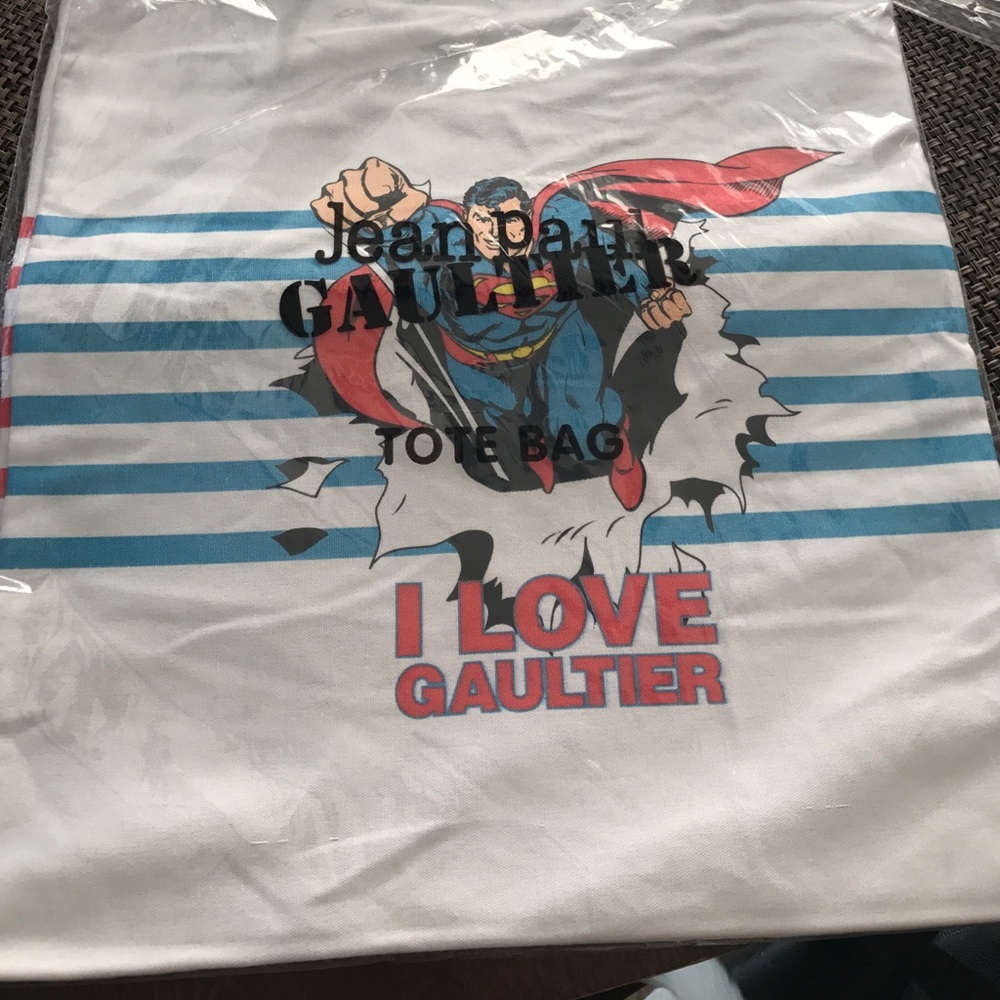 Jean paul
GAULTIER
TOTE BAG
I LOVE
GAULTIER